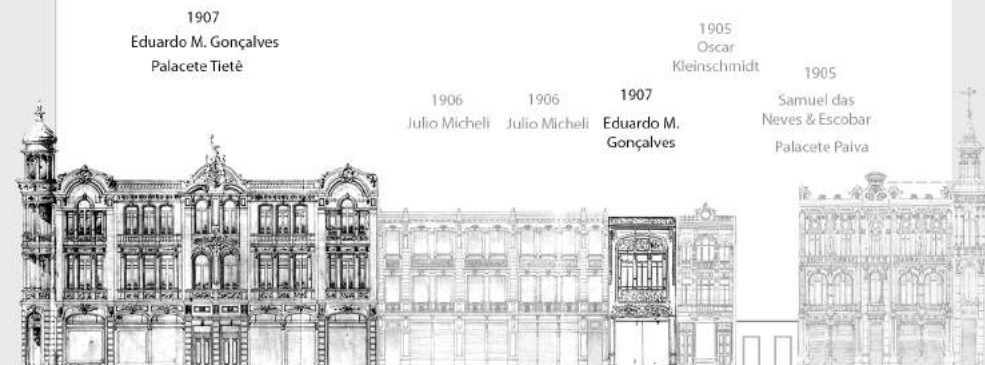 1907
Eduardo M. Gonçalves
Palacete Tietê
1906
Julio Micheli
1906
Julio Micheli
1907
Eduardo M.
Gonçalves
1905
Oscar
Kleinschmidt
1905
Samuel das
Neves & Escobar
Palacete Paiva